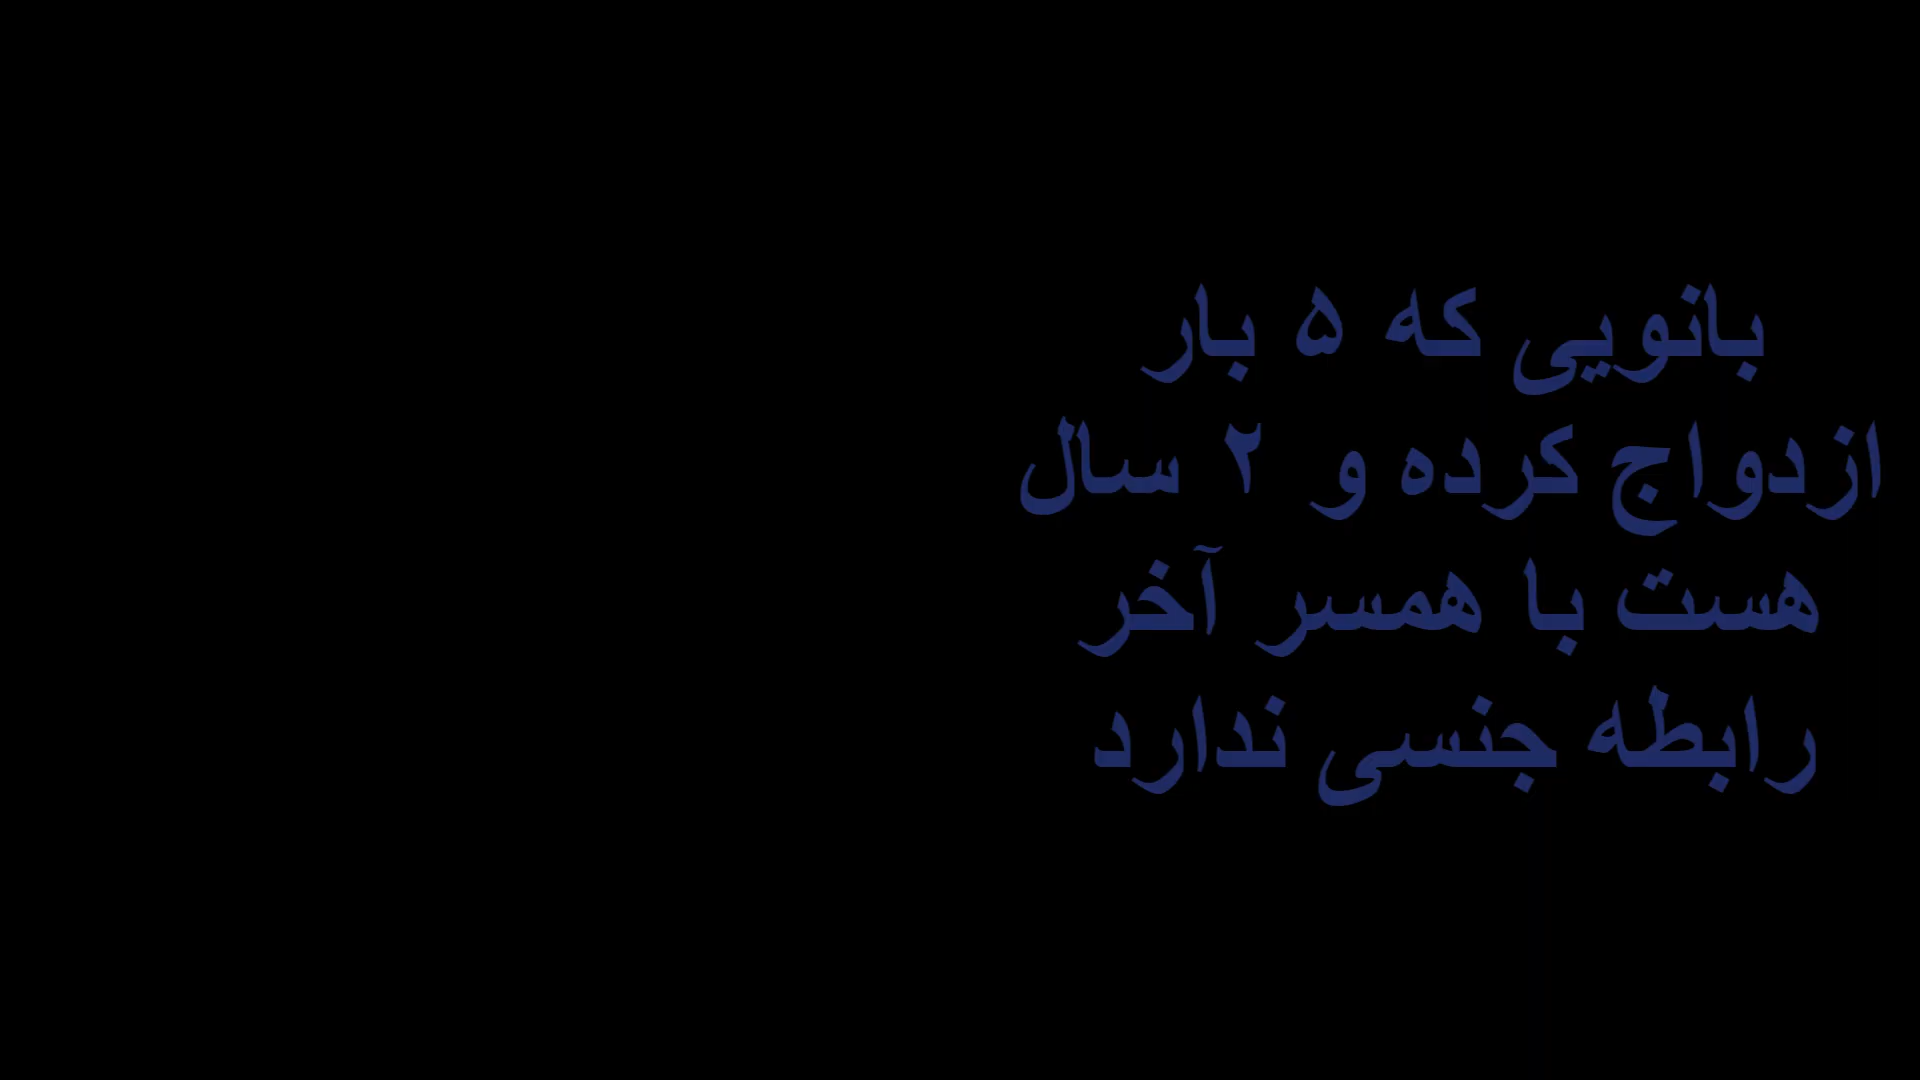 بانویی که ۵ بار
ازدواج کرده و ۲ سال
هست با همسر آخر
رابطه جنسی ندارد